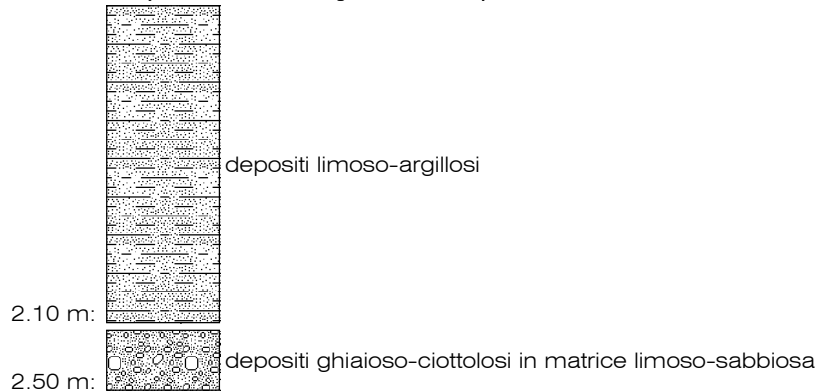 depositi limoso-argillosi
2.10 m:
depositi ghiaioso-ciottolosi in matrice limoso-sabbiosa
2.50 m: